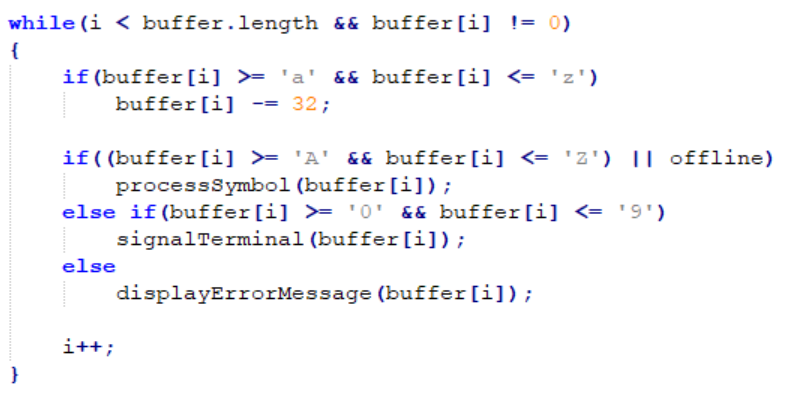 while(i < buffer.length && buffer[i] != 0)
{
    if(buffer[i] >= 'a' && buffer[i] <= 'z')
        buffer[i] -= 32;

    if((buffer[i] >= 'A' && buffer[i] <= 'Z') || offline)
        processSymbol(buffer[i]);
    else if(buffer[i] >= '0' && buffer[i] <= '9')
        signalTerminal(buffer[i]);
    else
        displayErrorMessage(buffer[i]);

    i++;
}